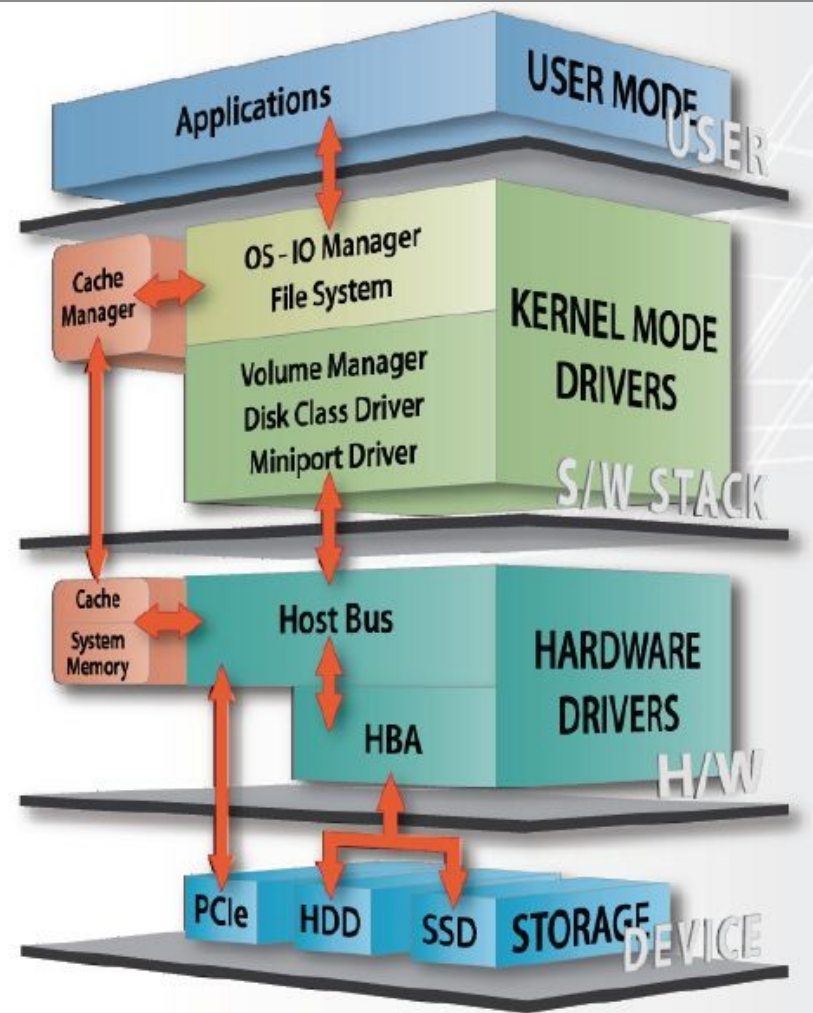 Applications
USER MODE
USER
Cache
Manager
OS - IO Manager
File System
Volume Manager
Disk Class Driver
Miniport Driver
KERNEL MODE
DRIVERS
S/W STACK
Cache
System
Memory
Host Bus
HBA
HARDWARE
DRIVERS
H/W
PCIe
HDD
SSD
STORAGE
DEVICE